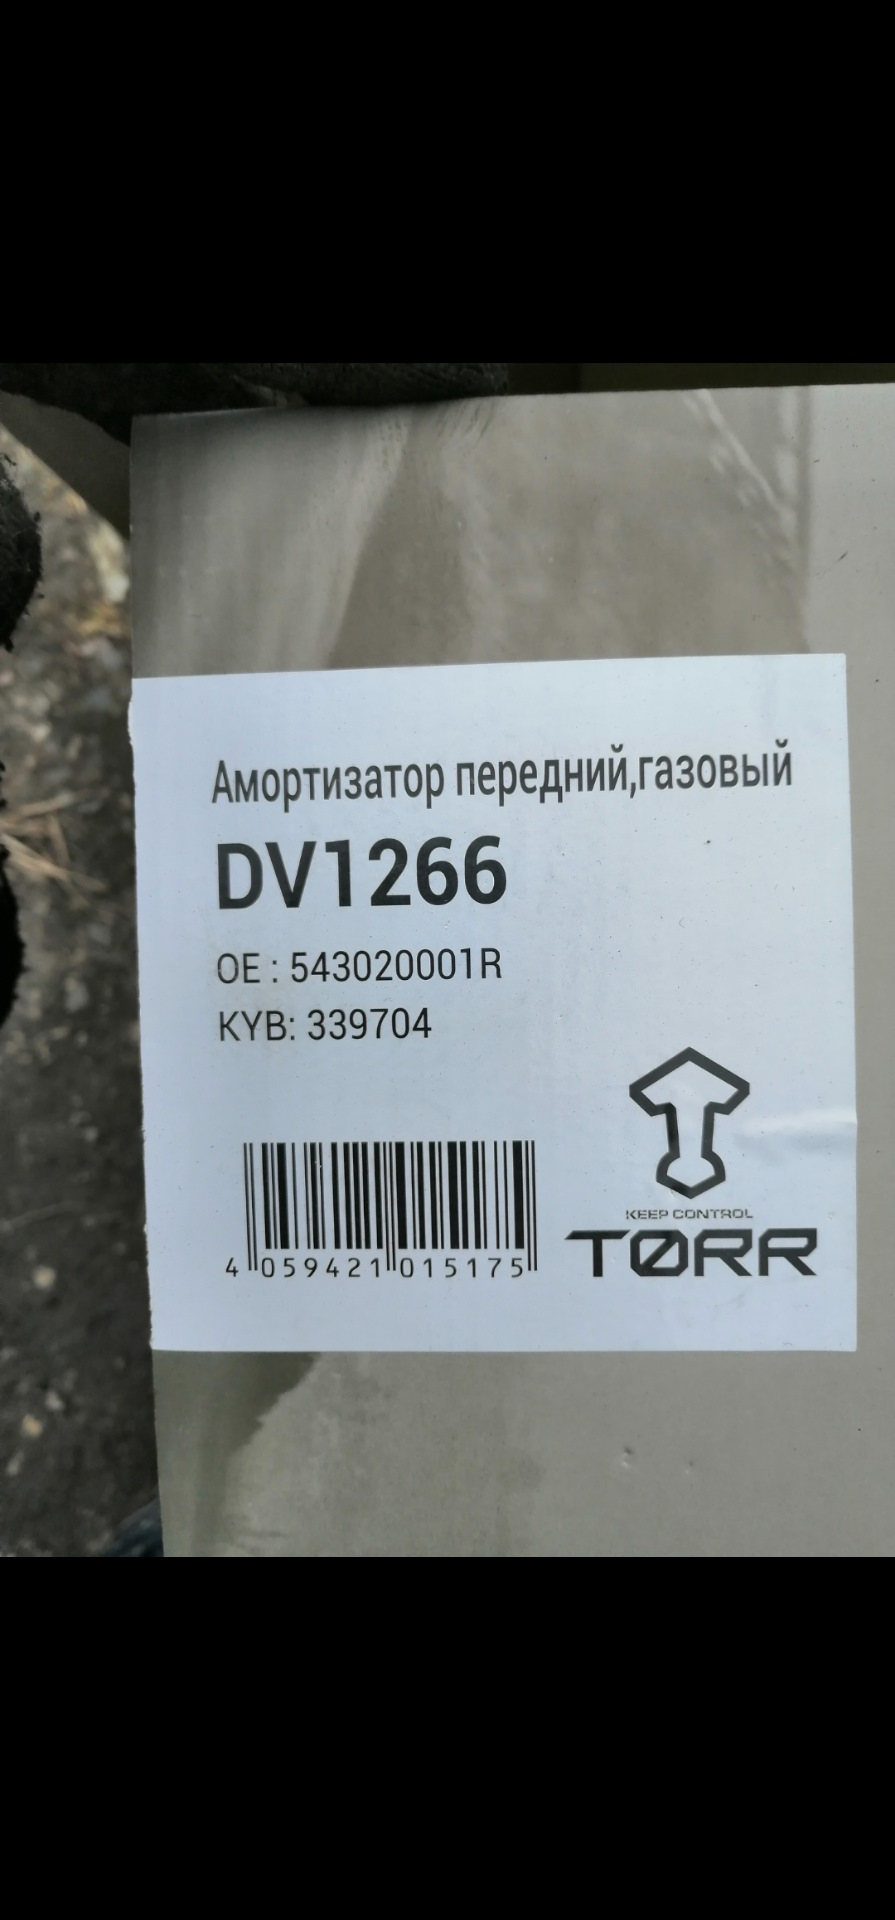 Амортизатор передний,газовый
DV1266
OE : 543020001R
KYB: 339704
KEEP CONTROL
TØRR
4 059421 015175